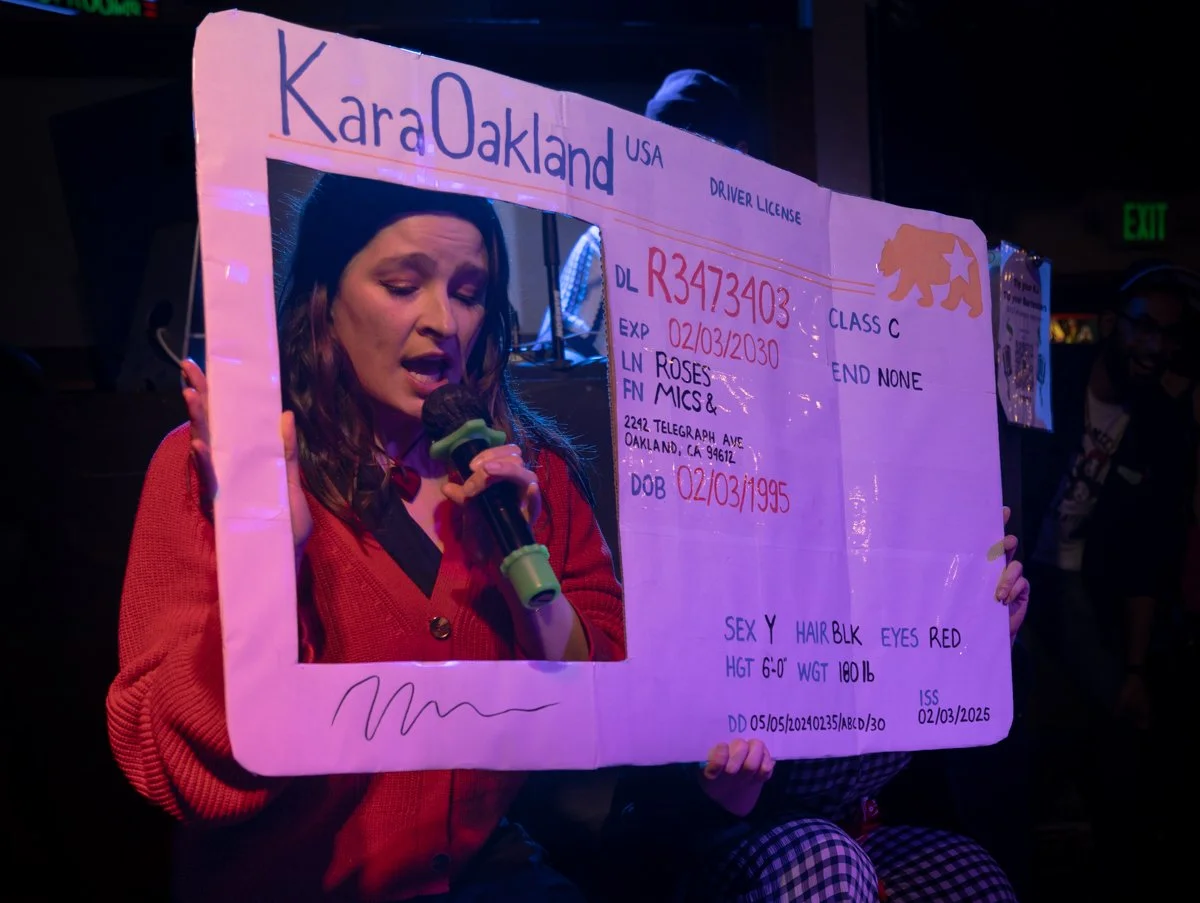 KaraOakland USA
DRIVER LICENSE
DL R3473403
EXP 02/03/2030
LN ROSES
FN MICS &
2242 TELEGRAPH AVE
OAKLAND, CA 94612
DOB 02/03/1995
CLASS C
END NONE
SEX Y HAIR BLK EYES RED
HGT 6'-0" WGT 180 lb
DD 05/05/20240235/ABCD/30
ISS
02/03/2025
EXIT